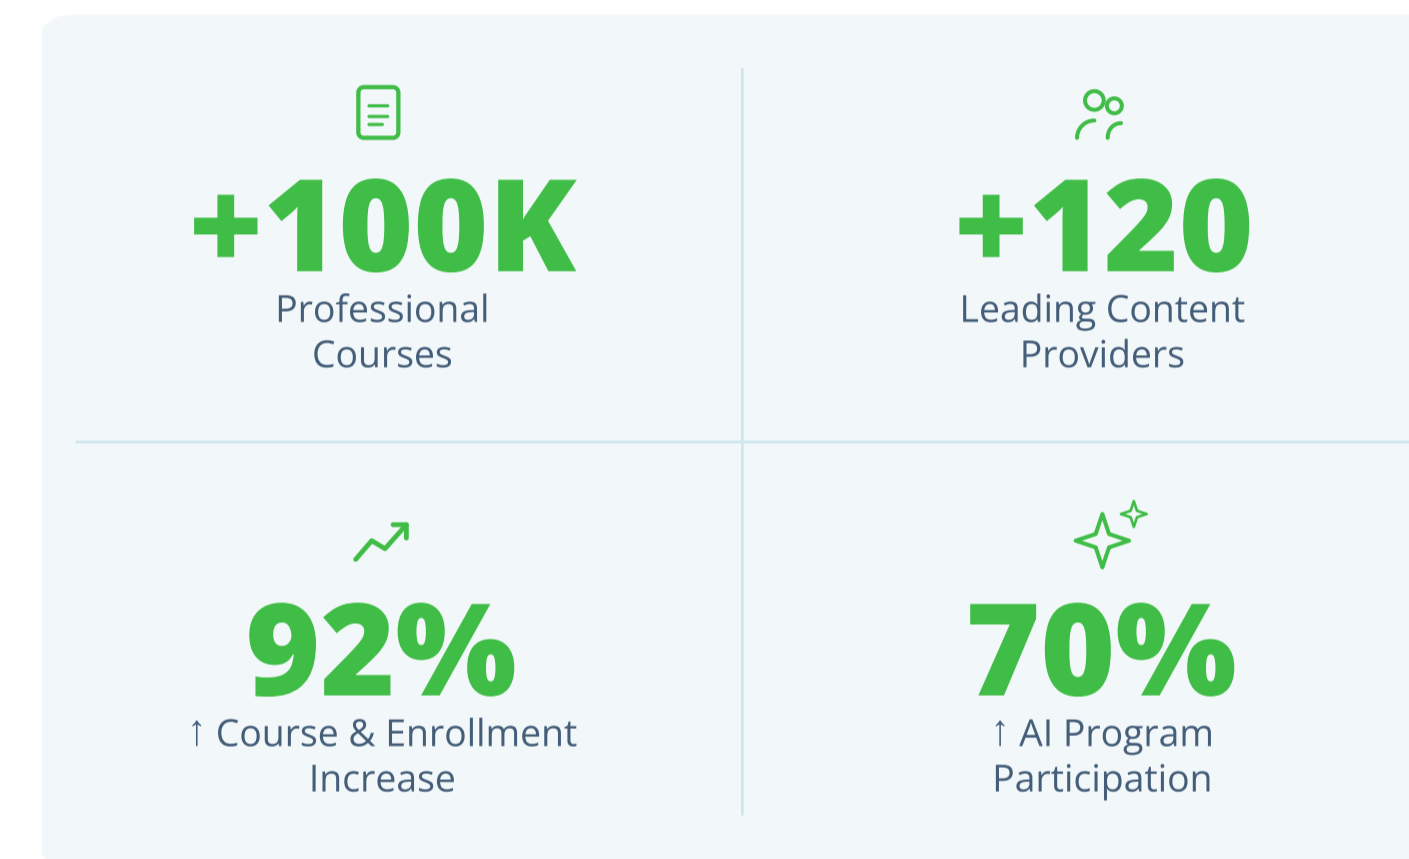 +100K
Professional
Courses
+120
Leading Content
Providers
92%
↑ Course & Enrollment
Increase
70%
↑ AI Program
Participation